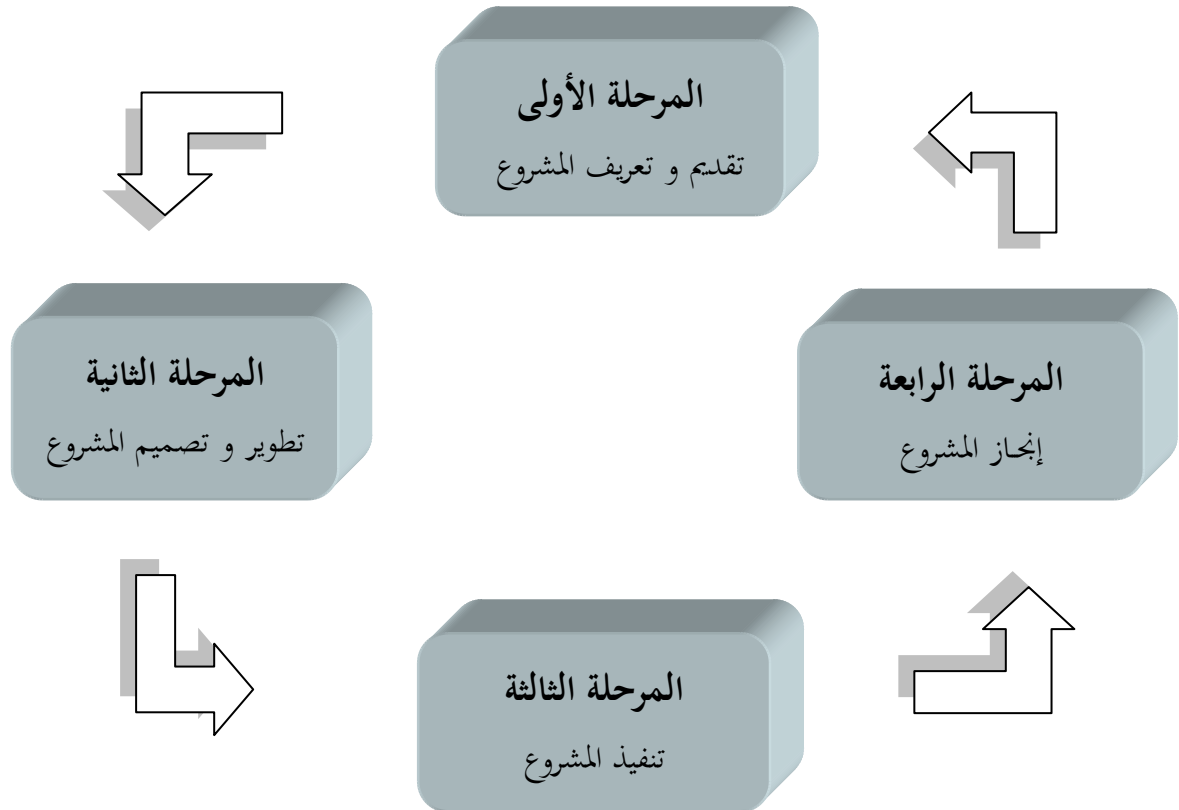 المرحلة الأولى
تقديم و تعريف المشروع
المرحلة الثانية
تطوير و تصميم المشروع
المرحلة الثالثة
تنفيذ المشروع
المرحلة الرابعة
إنجاز المشروع